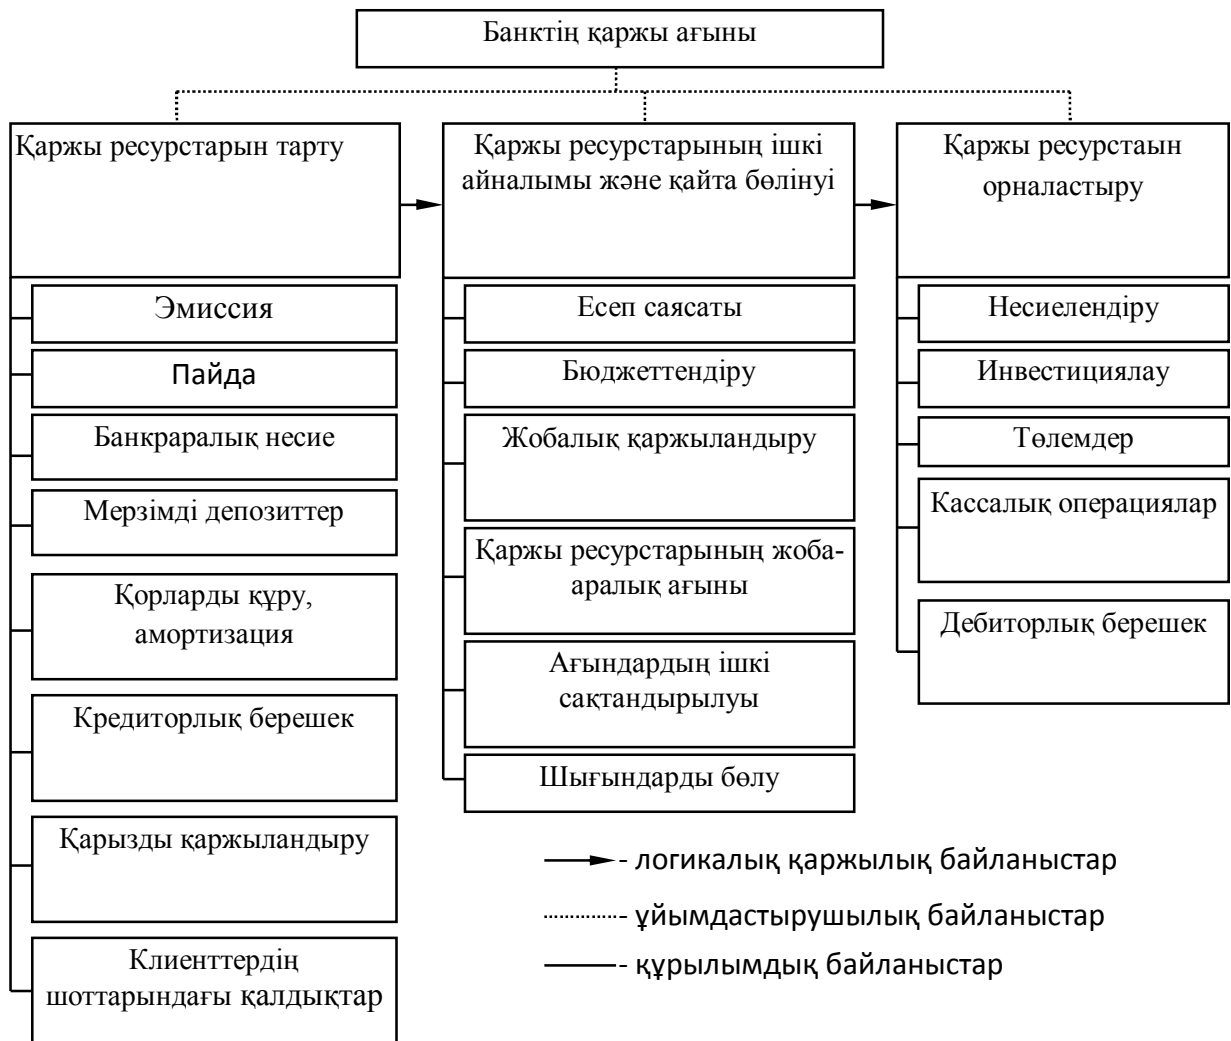 Банктің қаржы ағыны
Қаржы ресурстарын тарту
Эмиссия
Пайда
Банкраралық несие
Мерзімді депозиттер
Қорларды құру,
амортизация
Кредиторлық берешек
Қарызды қаржыландыру
Клиенттердің
шоттарындағы қалдықтар
Қаржы ресурстарының ішкі
айналымы және қайта бөлінуі
Есеп саясаты
Бюджеттендіру
Жобалық қаржыландыру
Қаржы ресурстарының жоба-
аралық ағыны
Ағындардың ішкі
сақтандырылуы
Шығындарды бөлу
Қаржы ресурстаын
орналастыру
Несиелендіру
Инвестициялау
Төлемдер
Кассалық операциялар
Дебиторлық берешек
- логикалық қаржылық байланыстар
- ұйымдастырушылық байланыстар
- құрылымдық байланыстар